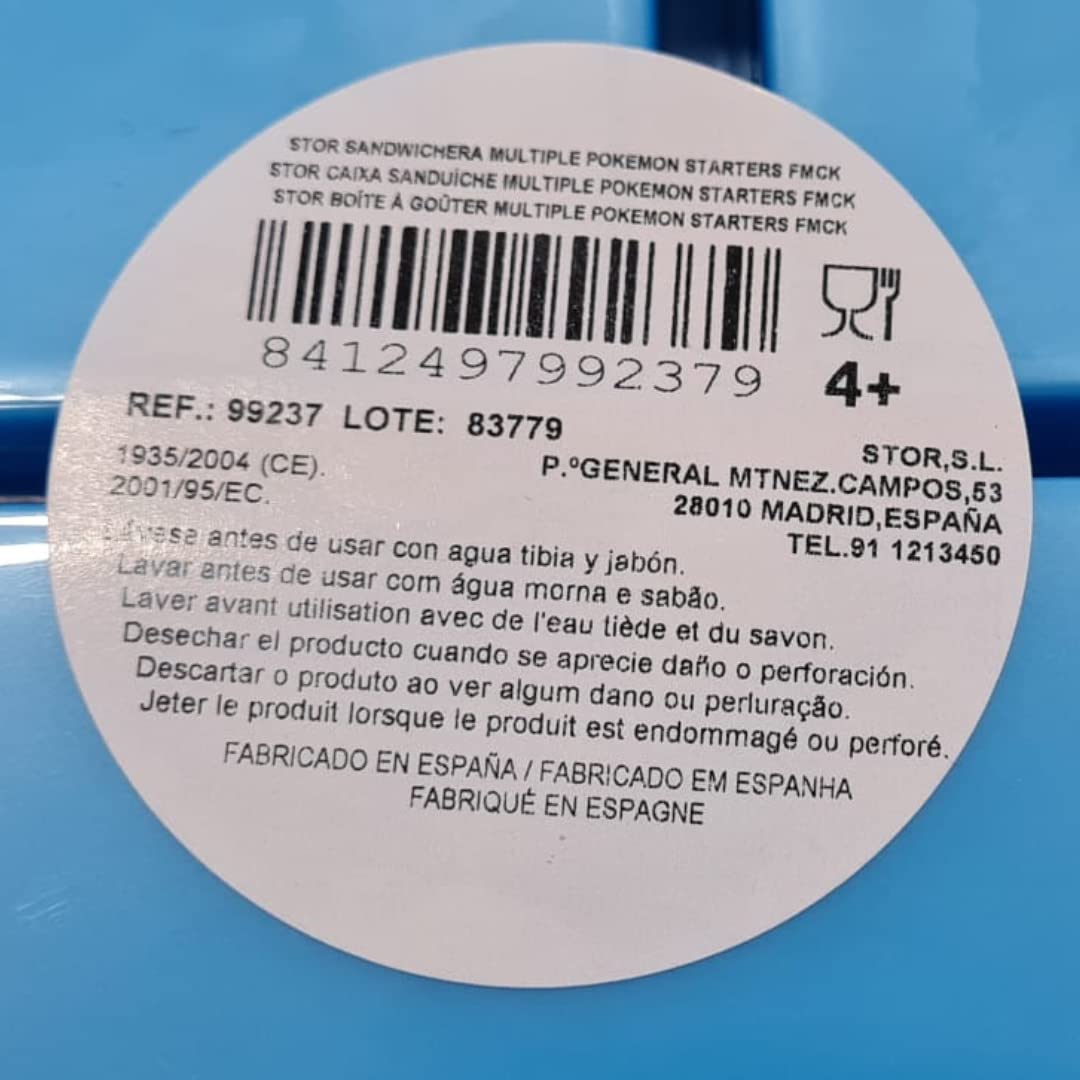 STOR SANDWICHERA MULTIPLE POKEMON STARTERS FMCK
STOR CAIXA SANDUÍCHE MULTIPLE POKEMON STARTERS FMCK
STOR BOÎTE À GOÛTER MULTIPLE POKEMON STARTERS FMCK
8412497992379
4+
REF.: 99237 LOTE: 83779
1935/2004 (CE).
2001/95/EC.
STOR,S.L.
P.ºGENERAL MTNEZ.CAMPOS,53
28010 MADRID,ESPAÑA
TEL.91 1213450
Lávese antes de usar con agua tibia y jabón.
Lavar antes de usar com água morna e sabão.
Laver avant utilisation avec de l'eau tiède et du savon.
Desechar el producto cuando se aprecie daño o perforación.
Descartar o produto ao ver algum dano ou perluração.
Jeter le produit lorsque le produit est endommagé ou perforé.
FABRICADO EN ESPAÑA / FABRICADO EM ESPANHA
FABRIQUÉ EN ESPAGNE